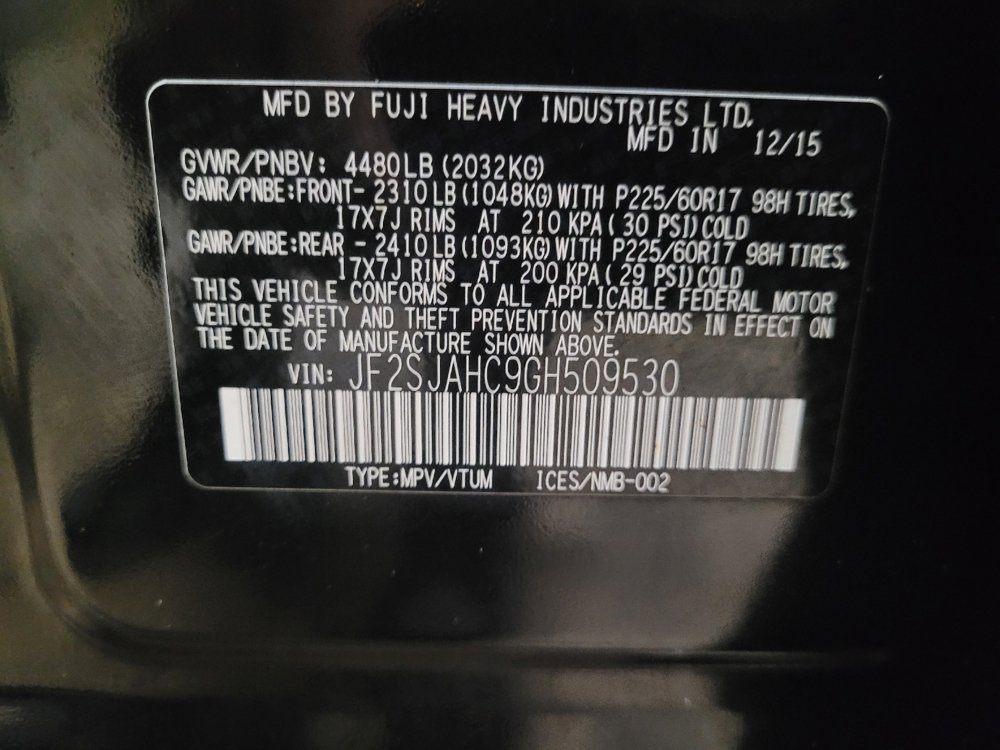 MFD BY FUJI HEAVY INDUSTRIES LTD.
MFD IN 12/15
GVWR/PNBV: 4480LB (2032KG)
GAWR/PNBE:FRONT- 2310LB (1048KG) WITH P225/60R17 98H TIRES,
17X7J RIMS AT 210 KPA (30 PSI) COLD
GAWR/PNBE:REAR - 2410LB (1093KG) WITH P225/60R17 98H TIRES,
17X7J RIMS AT 200 KPA (29 PSI) COLD
THIS VEHICLE CONFORMS TO ALL APPLICABLE FEDERAL MOTOR
VEHICLE SAFETY AND THEFT PREVENTION STANDARDS IN EFFECT ON
THE DATE OF MANUFACTURE SHOWN ABOVE.
VIN: JF2SJAHC9GH509530
TYPE:MPV/VTUM ICES/NMB-002